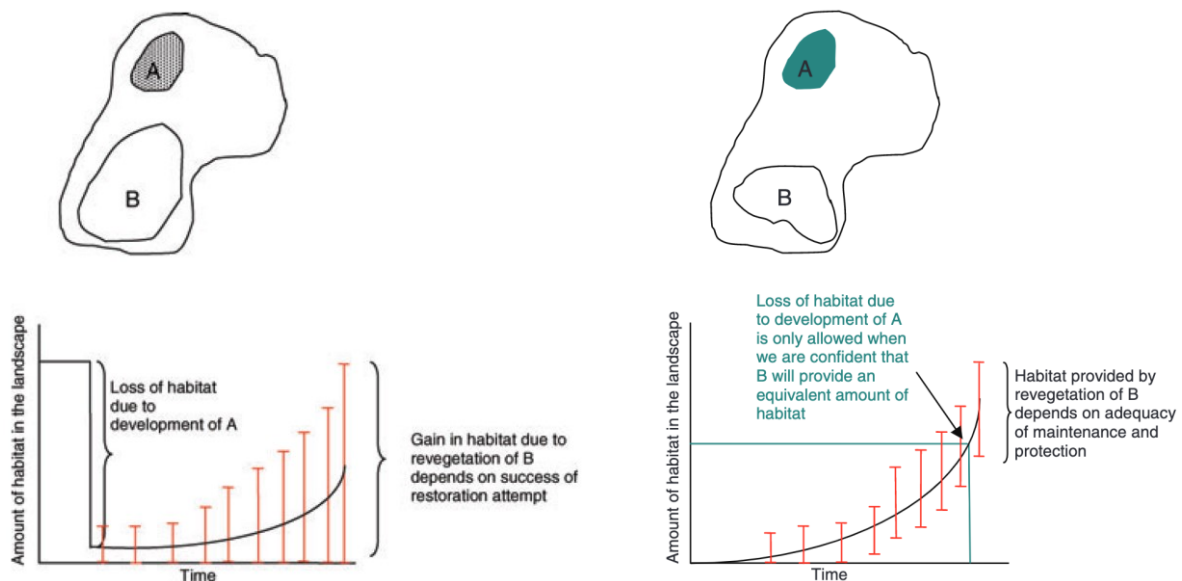 A
B
A
B
Amount of habitat in the landscape
Loss of habitat
due to
development of A
Gain in habitat due to
revegetation of B
depends on success of
restoration attempt
Time
Amount of habitat in the landscape
Loss of habitat due
to development of A
is only allowed when
we are confident that
B will provide an
equivalent amount of
habitat
Habitat provided by
revegetation of B
depends on adequacy
of maintenance and
protection
Time